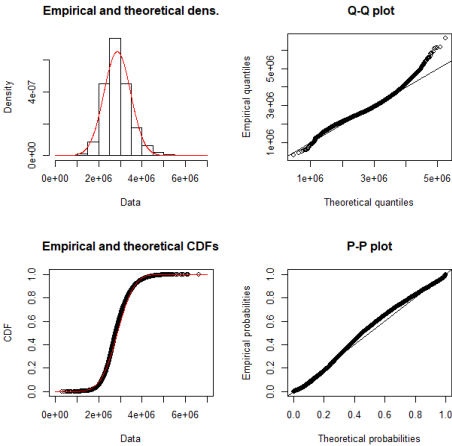 Empirical and theoretical dens.
Q-Q plot
Density
0e+00
4e+07
0e+00
2e+06
4e+06
6e+06
Data
Empirical quantiles
1e+06
3e+06
5e+06
1e+06
3e+06
5e+06
Theoretical quantiles
Empirical and theoretical CDFs
P-P plot
CDF
0.0
0.2
0.4
0.6
0.8
1.0
0e+00
2e+06
4e+06
6e+06
Data
Empirical probabilities
0.0
0.2
0.4
0.6
0.8
1.0
0.0
0.2
0.4
0.6
0.8
1.0
Theoretical probabilities